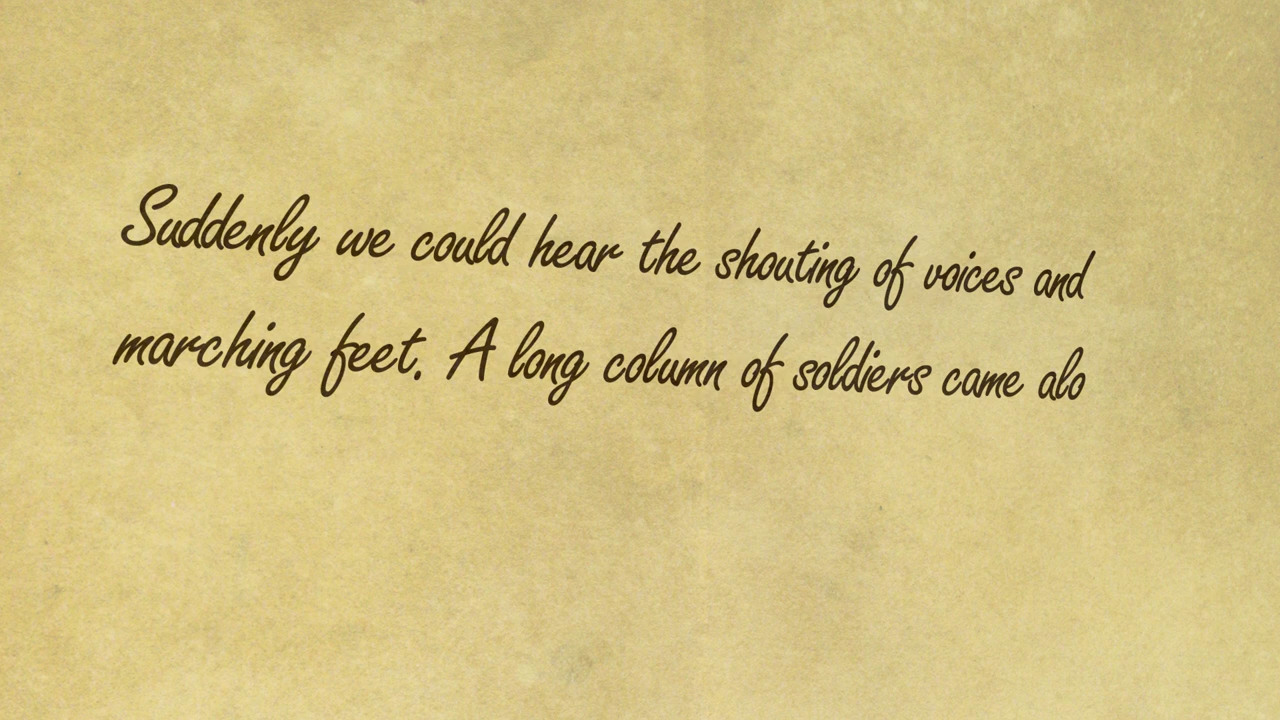 Suddenly we could hear the shouting of voices and
marching feet. A long column of soldiers came alo